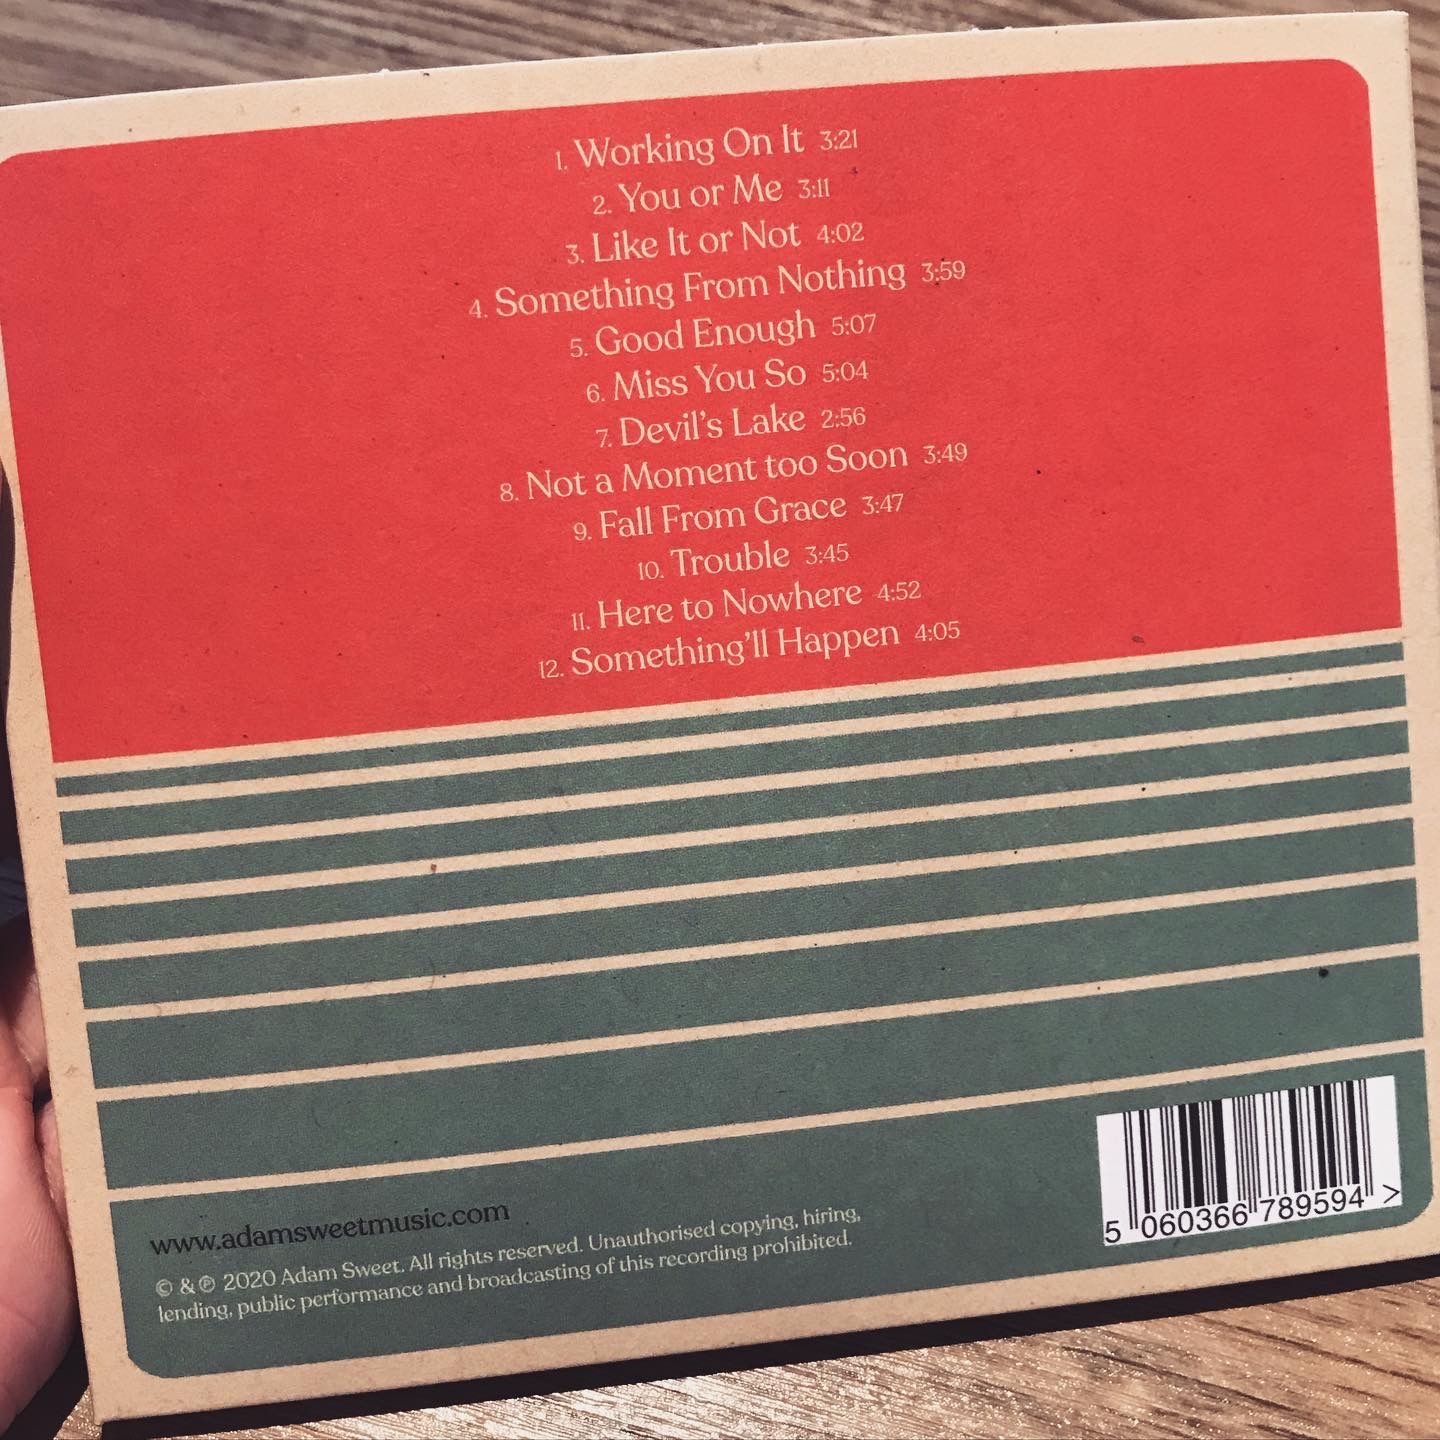 1. Working On It 3:21
2. You or Me 3:11
3. Like It or Not 4:02
4. Something From Nothing 3:59
5. Good Enough 5:07
6. Miss You So 5:04
7. Devil's Lake 2:56
8. Not a Moment too Soon 3:49
9. Fall From Grace 3:47
10. Trouble 3:45
11. Here to Nowhere 4:52
12. Something'll Happen 4:05
www.adamsweetmusic.com
© & ℗ 2020 Adam Sweet. All rights reserved. Unauthorised copying, hiring,
lending, public performance and broadcasting of this recording prohibited.
5 060366 789594 >